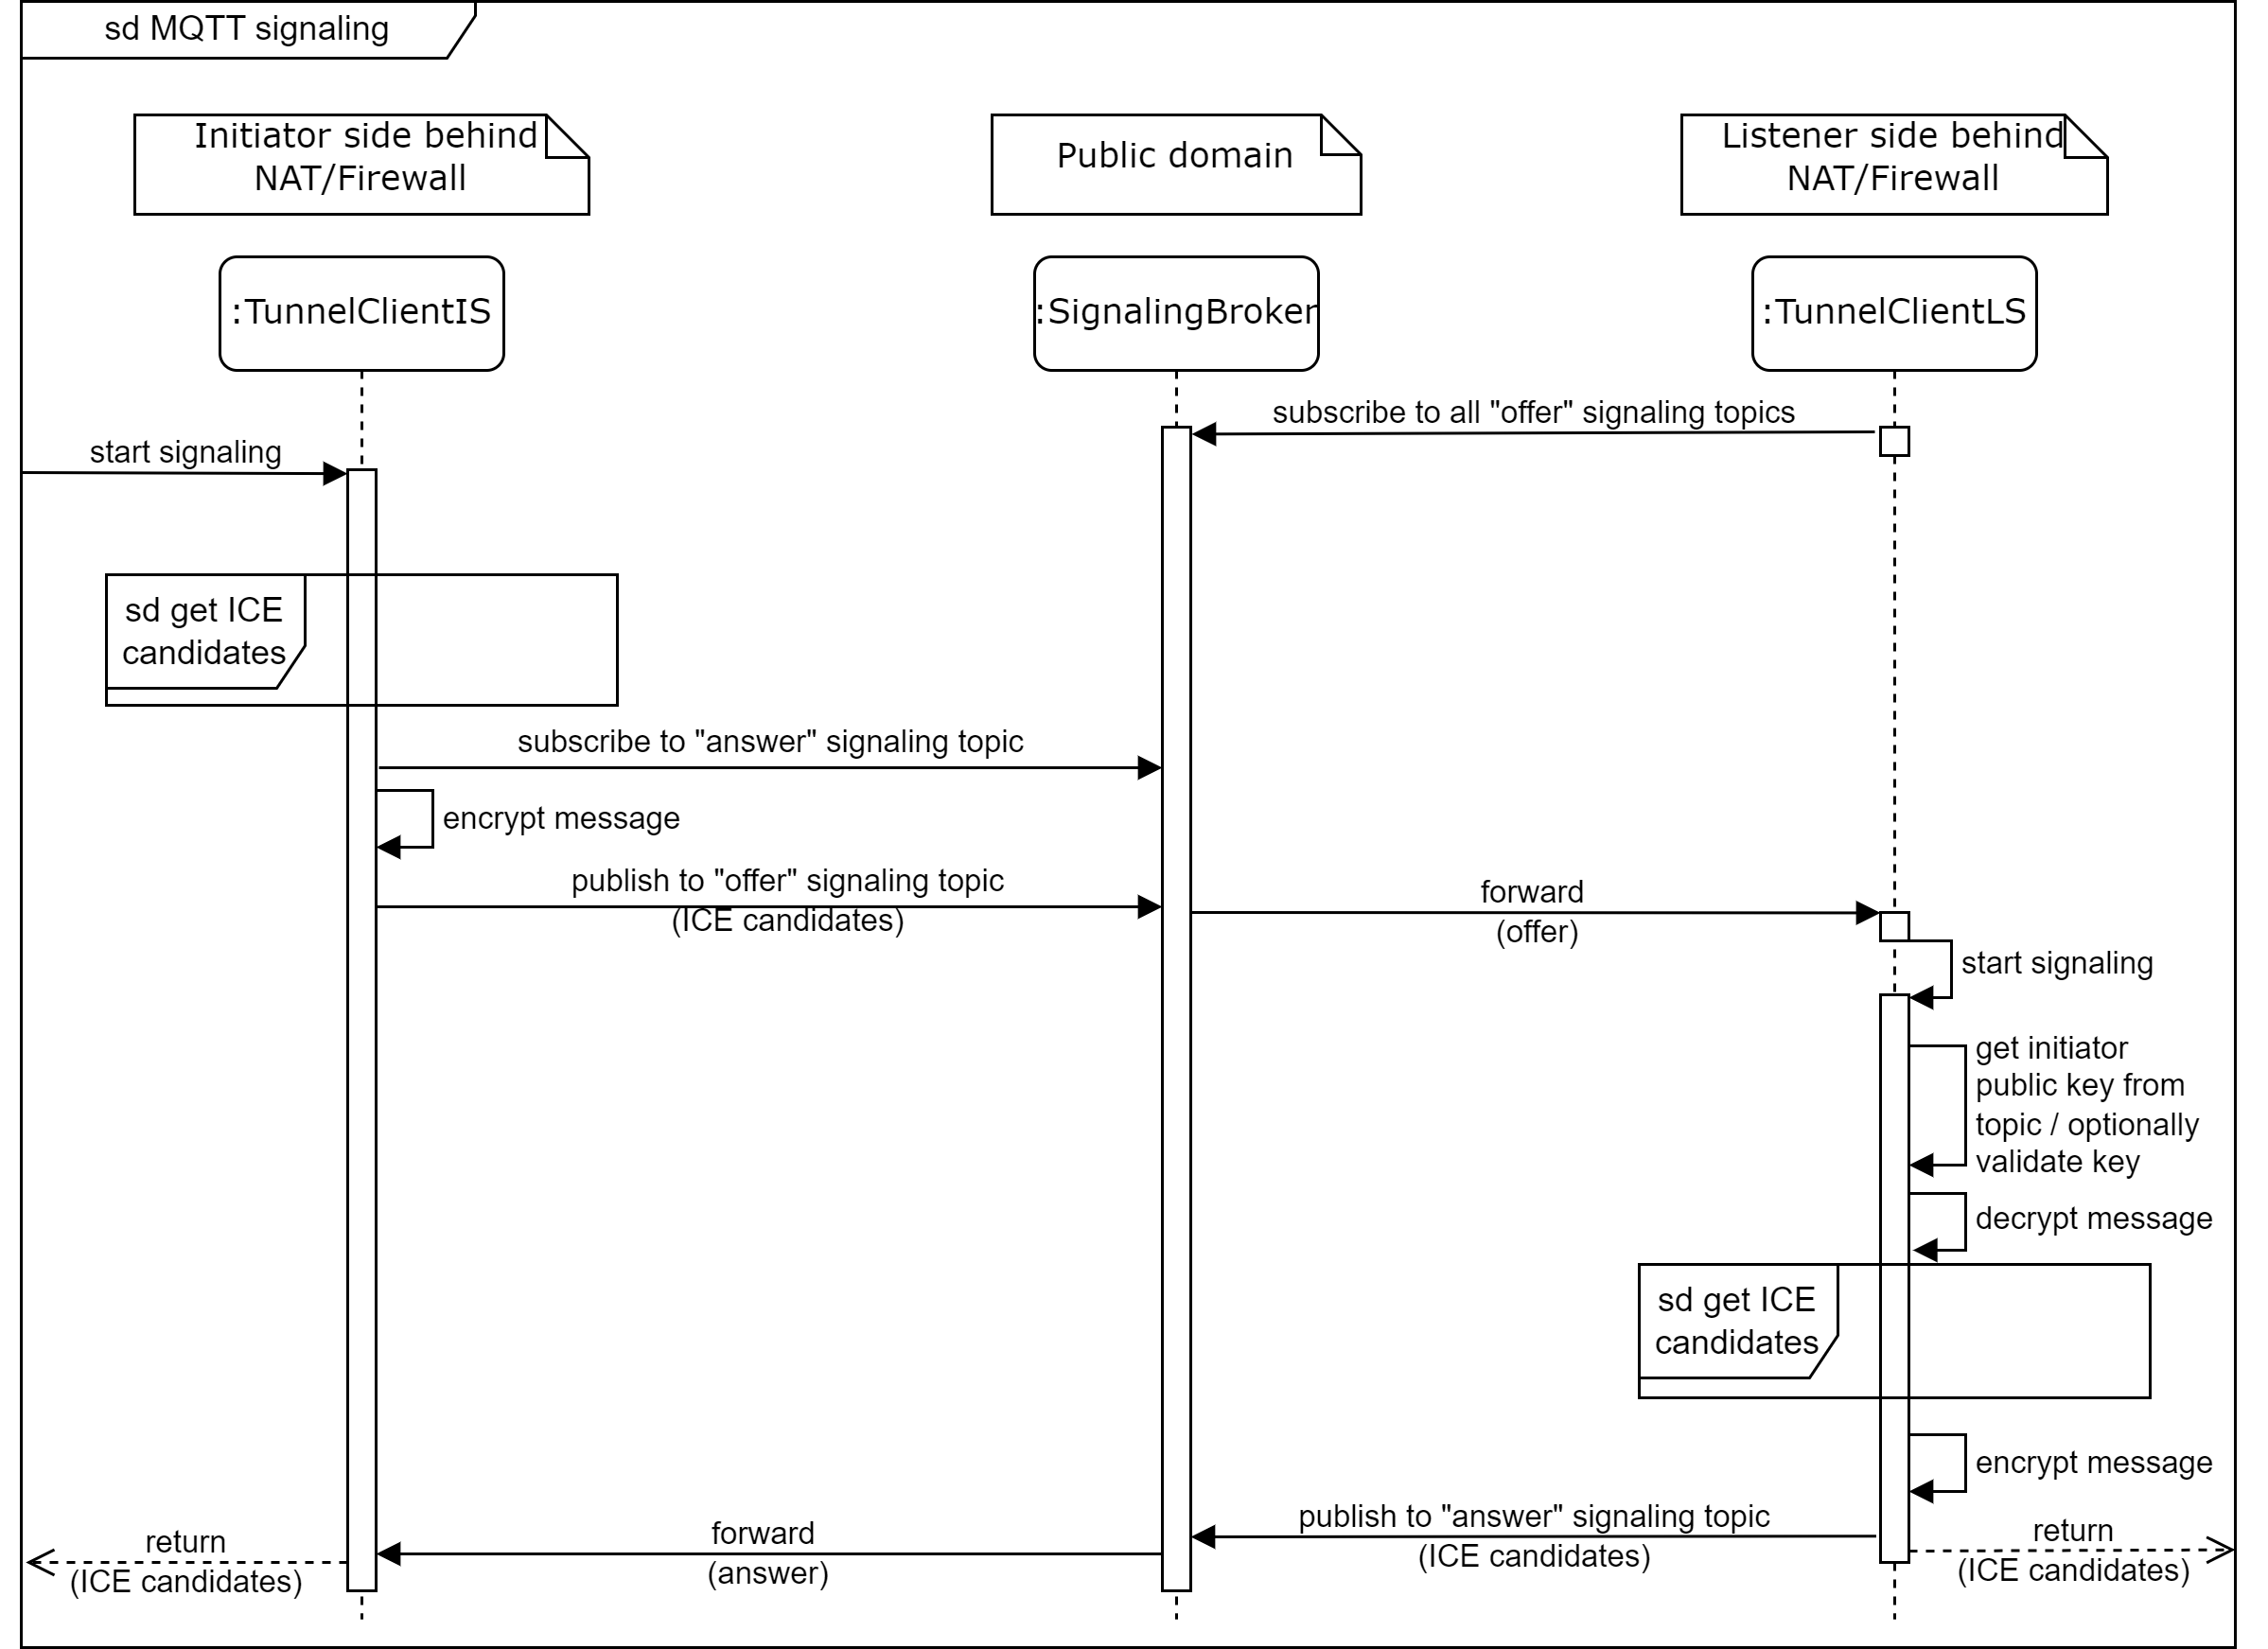 sd MQTT signaling
Initiator side behind
NAT/Firewall
Public domain
Listener side behind
NAT/Firewall
:TunnelClientIS
:SignalingBroker
:TunnelClientLS
subscribe to all "offer" signaling topics
start signaling
sd get ICE
candidates
subscribe to "answer" signaling topic
encrypt message
publish to "offer" signaling topic
(ICE candidates)
forward
(offer)
start signaling
get initiator
public key from
topic / optionally
validate key
decrypt message
sd get ICE
candidates
encrypt message
publish to "answer" signaling topic
(ICE candidates)
forward
(answer)
return
(ICE candidates)
return
(ICE candidates)